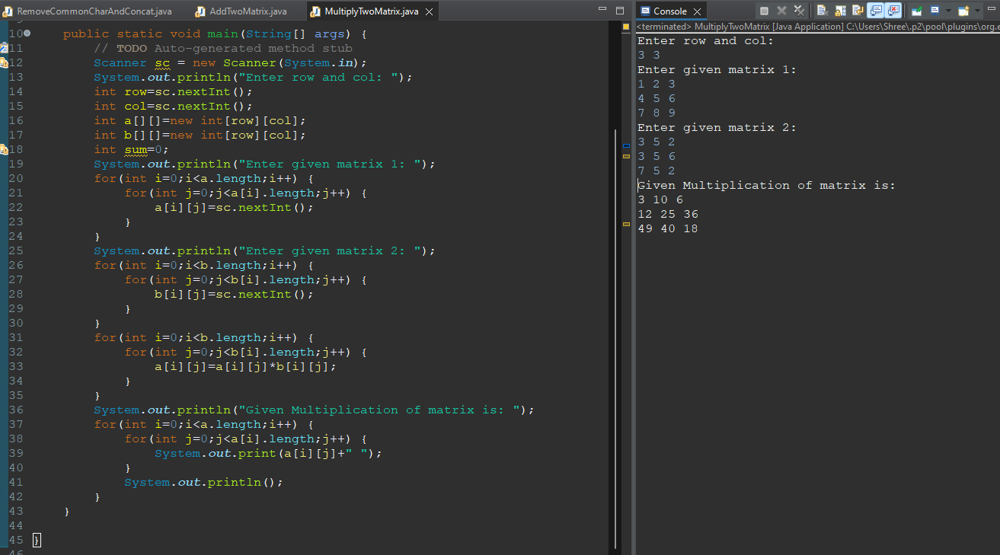 RemoveCommonCharAndConcat.java AddTwoMatrix.java MultiplyTwoMatrix.java
10 public static void main(String[] args) {
11 // TODO Auto-generated method stub
12 Scanner sc = new Scanner(System.in);
13 System.out.println("Enter row and col: ");
14 int row=sc.nextInt();
15 int col=sc.nextInt();
16 int a[][]=new int[row][col];
17 int b[][]=new int[row][col];
18 int sum=0;
19 System.out.println("Enter given matrix 1: ");
20 for(int i=0;i<a.length;i++) {
21 for(int j=0;j<a[i].length;j++) {
22 a[i][j]=sc.nextInt();
23 }
24 }
25 System.out.println("Enter given matrix 2: ");
26 for(int i=0;i<b.length;i++) {
27 for(int j=0;j<b[i].length;j++) {
28 b[i][j]=sc.nextInt();
29 }
30 }
31 for(int i=0;i<b.length;i++) {
32 for(int j=0;j<b[i].length;j++) {
33 a[i][j]=a[i][j]*b[i][j];
34 }
35 }
36 System.out.println("Given Multiplication of matrix is: ");
37 for(int i=0;i<a.length;i++) {
38 for(int j=0;j<a[i].length;j++) {
39 System.out.print(a[i][j]+" ");
40 }
41 System.out.println();
42 }
43 }
44
45 }
46
Console
<terminated> MultiplyTwoMatrix [Java Application] C:\Users\Shree\.p2\pool\plugins\org.e
Enter row and col:
3 3
Enter given matrix 1:
1 2 3
4 5 6
7 8 9
Enter given matrix 2:
3 5 2
3 5 6
7 5 2
Given Multiplication of matrix is:
3 10 6
12 25 36
49 40 18